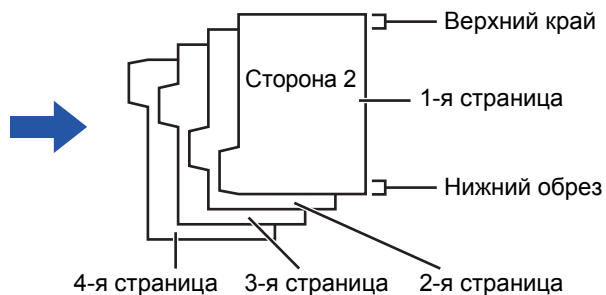 Верхний край
Сторона 2
1-я страница
Нижний обрез
4-я страница 3-я страница 2-я страница